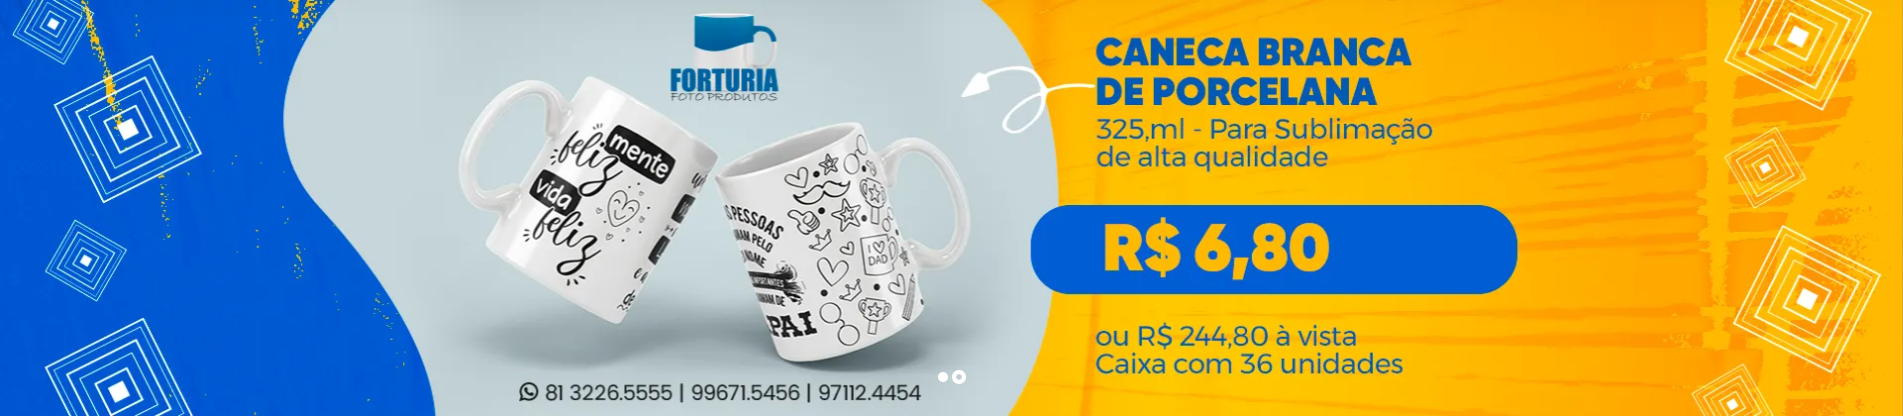 FORTURIA
FOTO PRODUTOS
feliz
mente
vida
feliz
de
PESSOAS
PELO
NOME
DE
PAI
I
DAD
81 3226.5555 | 99671.5456 | 97112.4454
CANECA BRANCA
DE PORCELANA
325,ml - Para Sublimação
de alta qualidade
R$ 6,80
ou R$ 244,80 à vista
Caixa com 36 unidades